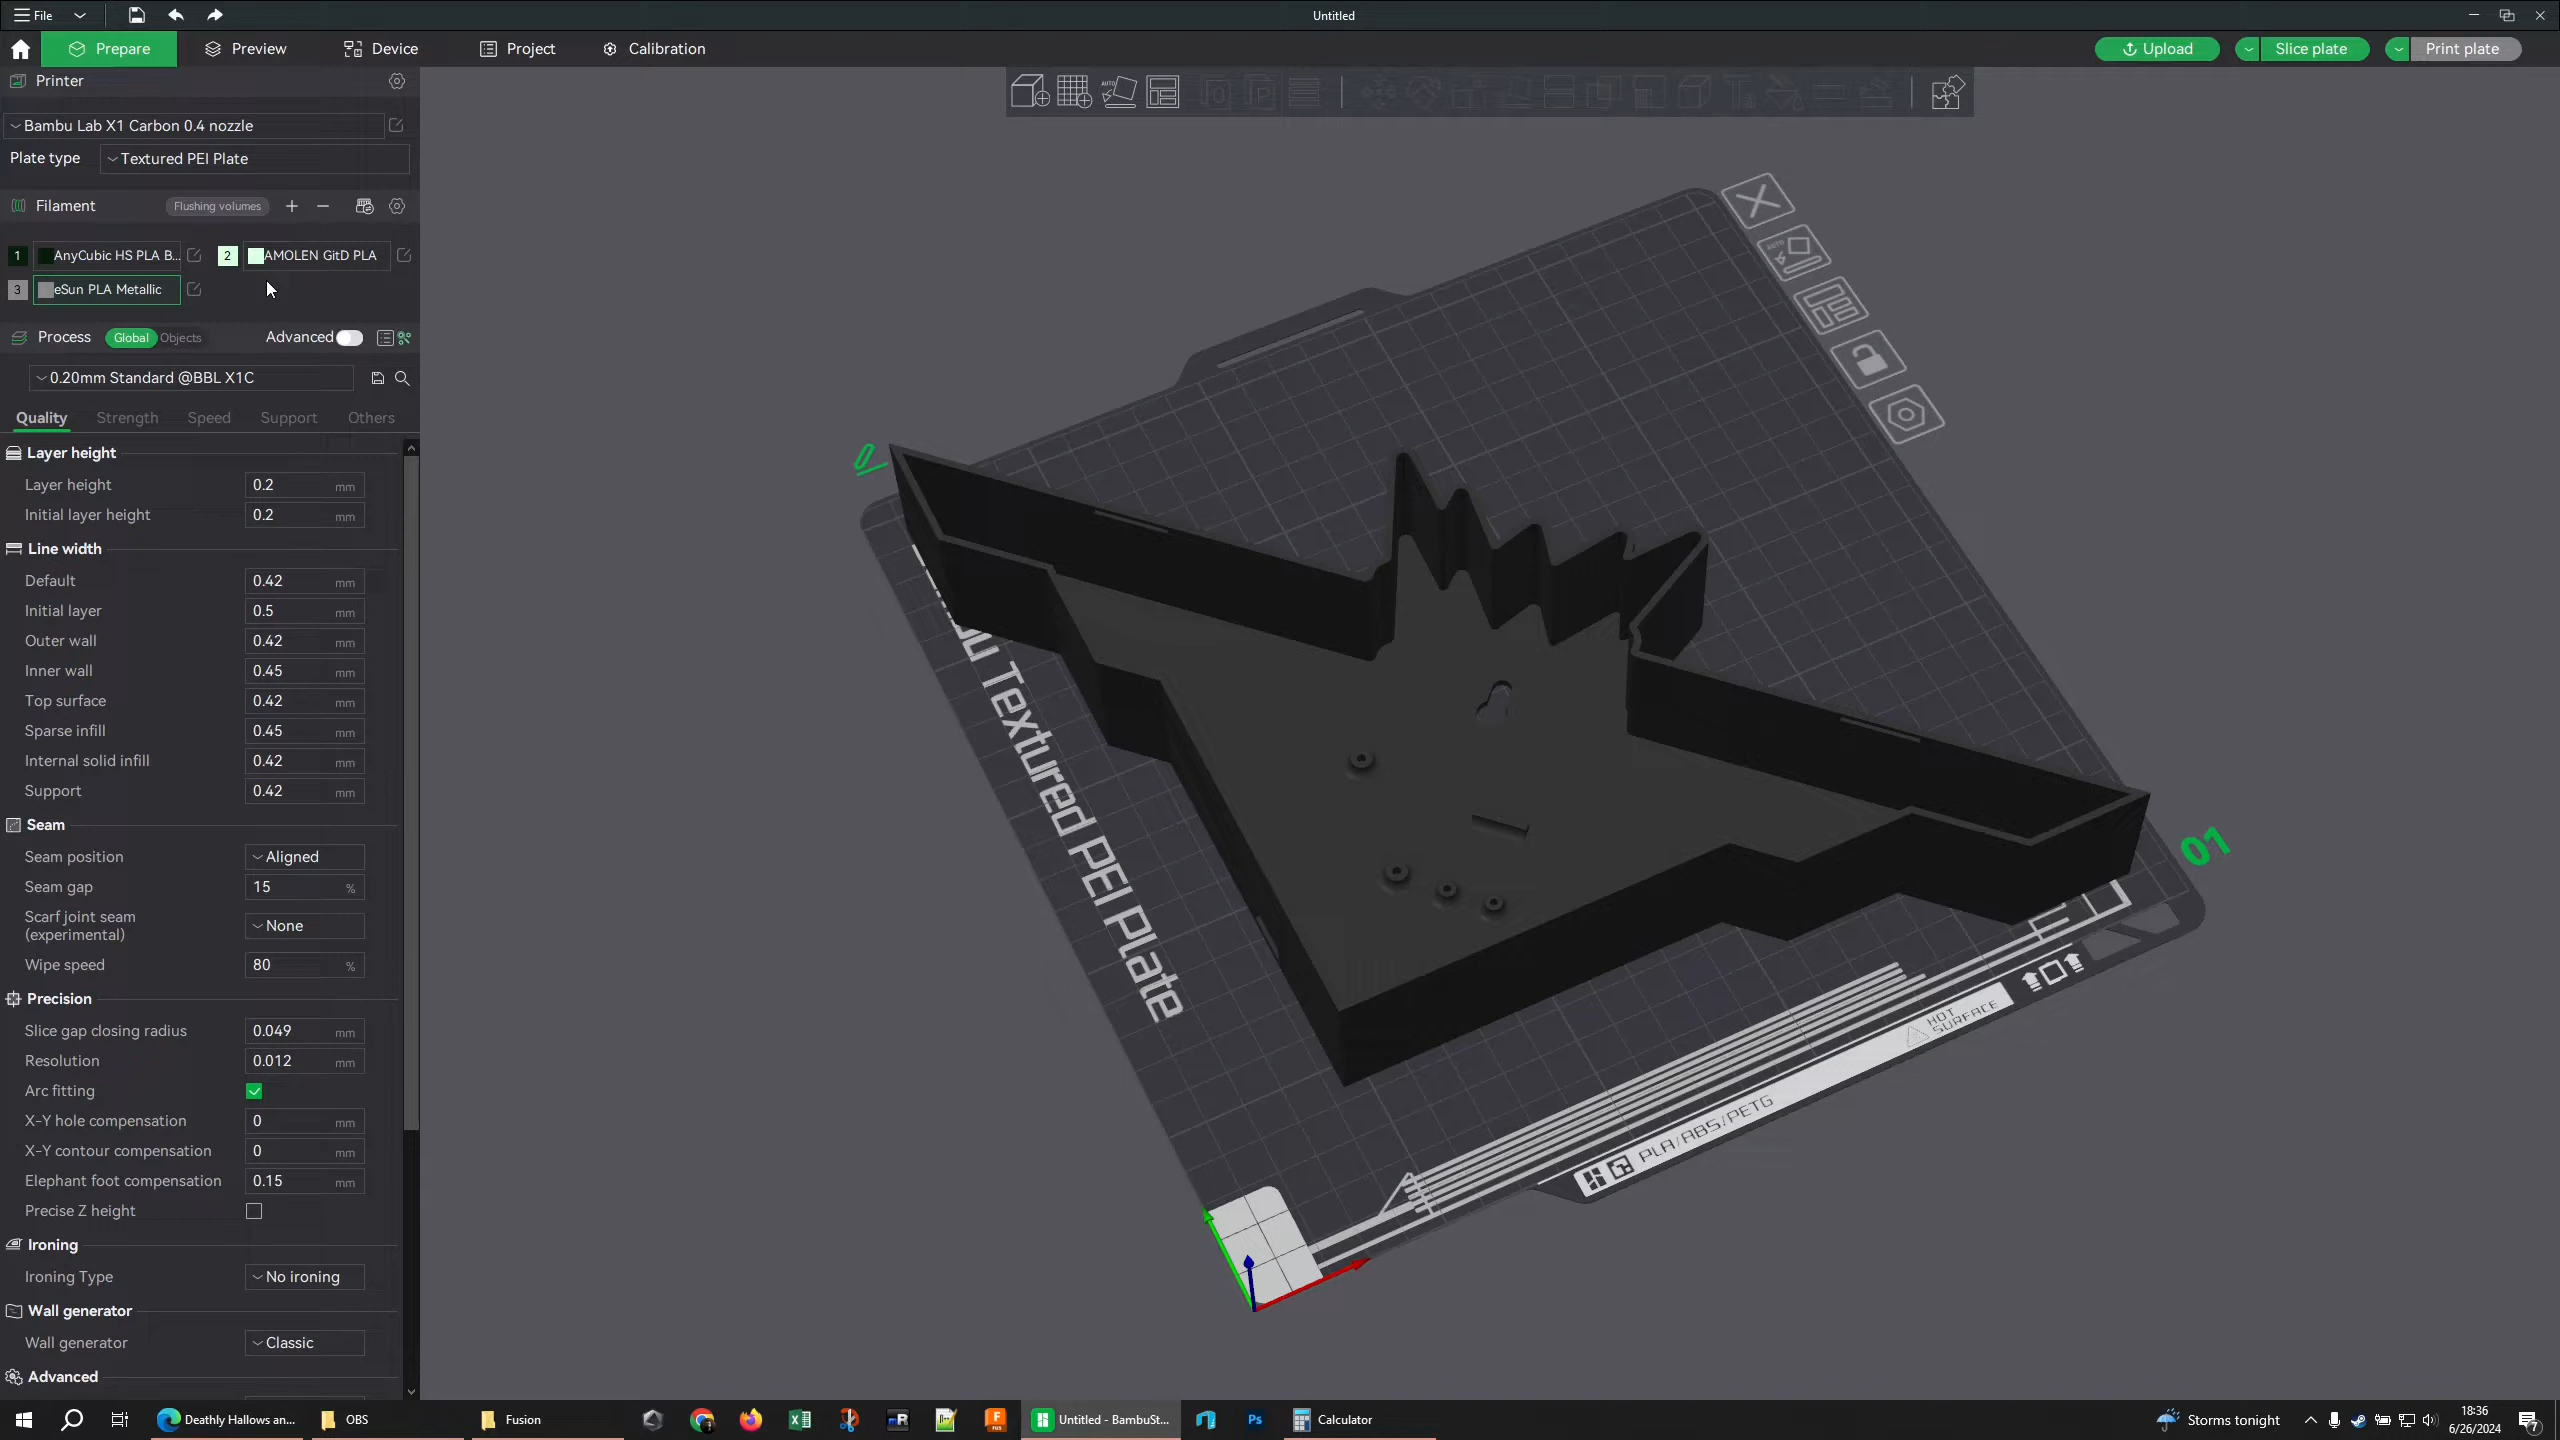 File
Untitled
Prepare
Preview
Device
Project
Calibration
Upload
Slice plate
Print plate
Printer
Bambu Lab X1 Carbon 0.4 nozzle
Plate type
Textured PEI Plate
Filament
Flushing volumes
1
AnyCubic HS PLA B...
2
AMOLEN GitD PLA
3
eSun PLA Metallic
Process
Global
Objects
Advanced
0.20mm Standard @BBL X1C
Quality
Strength
Speed
Support
Others
Layer height
Layer height
0.2
mm
Initial layer height
0.2
mm
Line width
Default
0.42
mm
Initial layer
0.5
mm
Outer wall
0.42
mm
Inner wall
0.45
mm
Top surface
0.42
mm
Sparse infill
0.45
mm
Internal solid infill
0.42
mm
Support
0.42
mm
Seam
Seam position
Aligned
Seam gap
15
%
Scarf joint seam
(experimental)
None
Wipe speed
80
%
Precision
Slice gap closing radius
0.049
mm
Resolution
0.012
mm
Arc fitting
X-Y hole compensation
0
mm
X-Y contour compensation
0
mm
Elephant foot compensation
0.15
mm
Precise Z height
Ironing
Ironing Type
No ironing
Wall generator
Wall generator
Classic
Advanced
AUTO
AUTO
Textured PEI Plate
01
HOT
SURFACE
PLA/ABS/PETG
Deathly Hallows an...
OBS
Fusion
Untitled - BambuSt...
Ps
Calculator
Storms tonight
18:36
6/26/2024
7